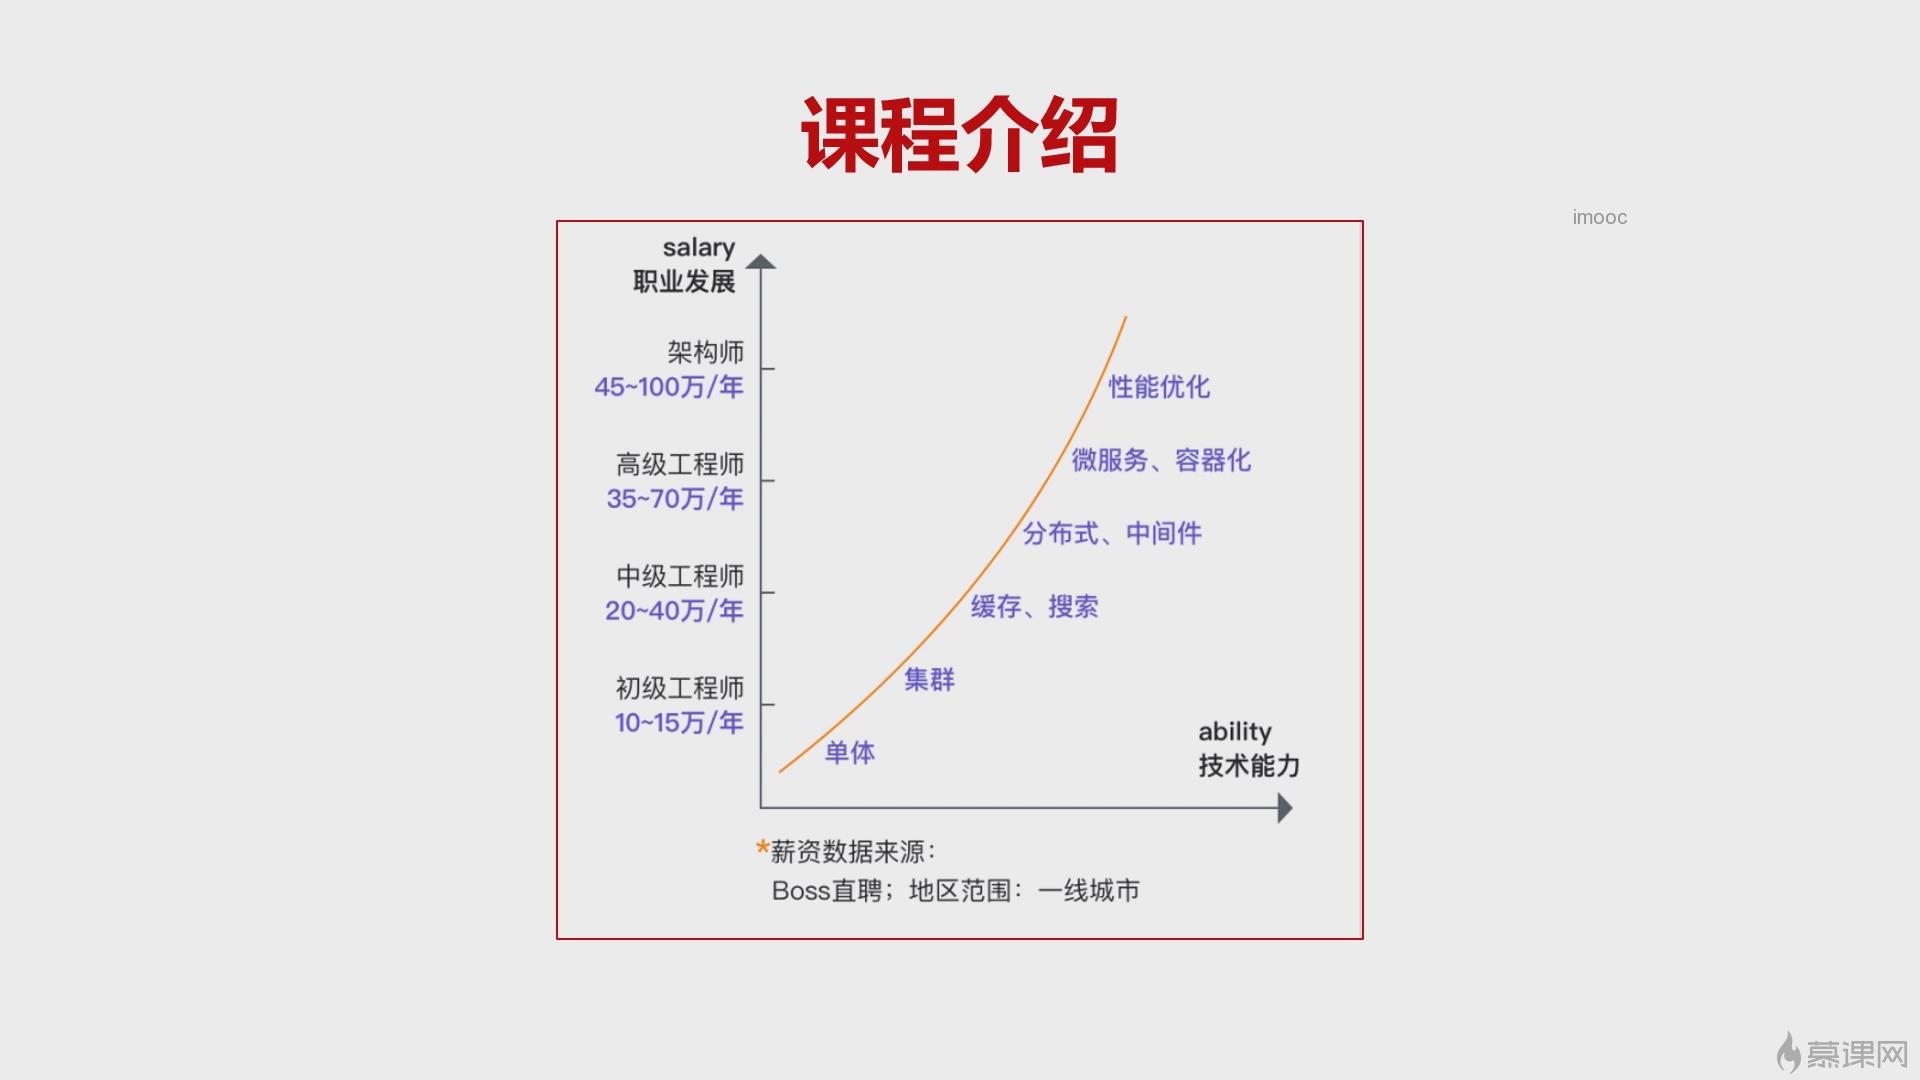 课程介绍
imooc
salary
职业发展
架构师
45~100万/年
高级工程师
35~70万/年
中级工程师
20~40万/年
初级工程师
10~15万/年
性能优化
微服务、容器化
分布式、中间件
缓存、搜索
集群
单体
ability
技术能力
*薪资数据来源：
Boss直聘；地区范围：一线城市
慕课网